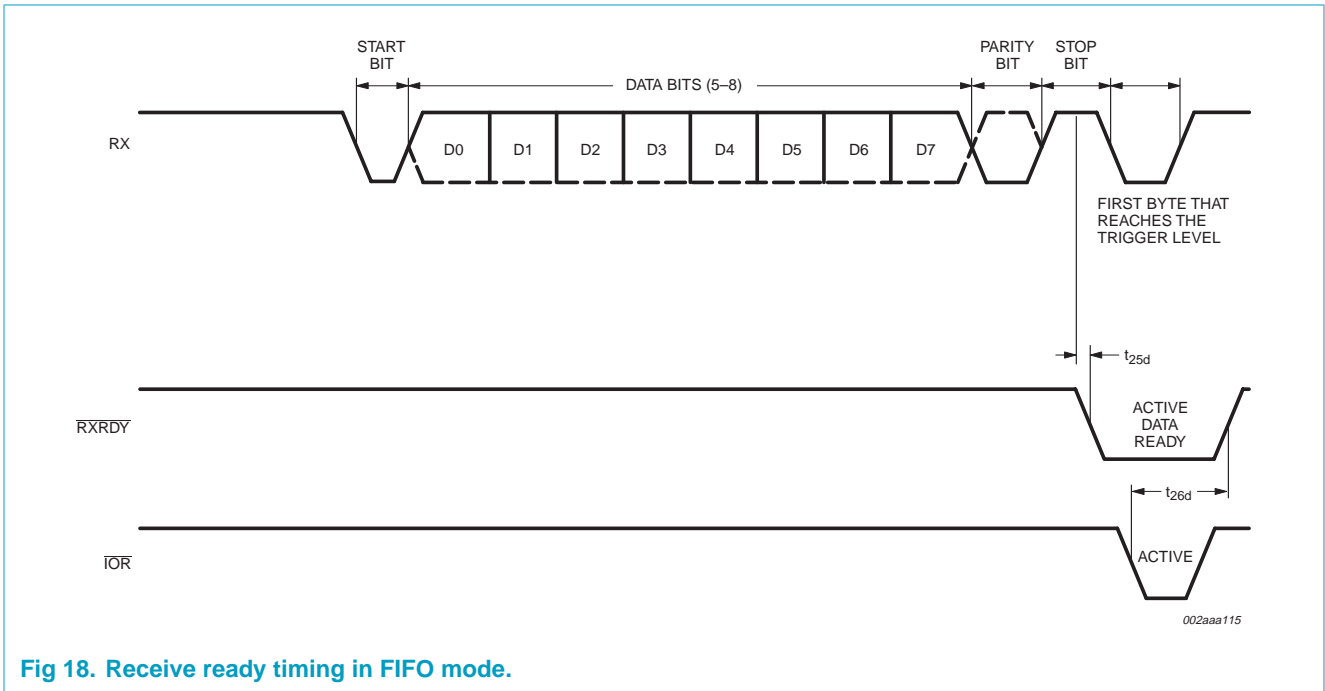 START
BIT
PARITY
BIT
STOP
BIT
DATA BITS (5–8)
RX
D0
D1
D2
D3
D4
D5
D6
D7
FIRST BYTE THAT
REACHES THE
TRIGGER LEVEL
t25d
RXRDY
ACTIVE
DATA
READY
t26d
IOR
ACTIVE
002aaa115
Fig 18. Receive ready timing in FIFO mode.